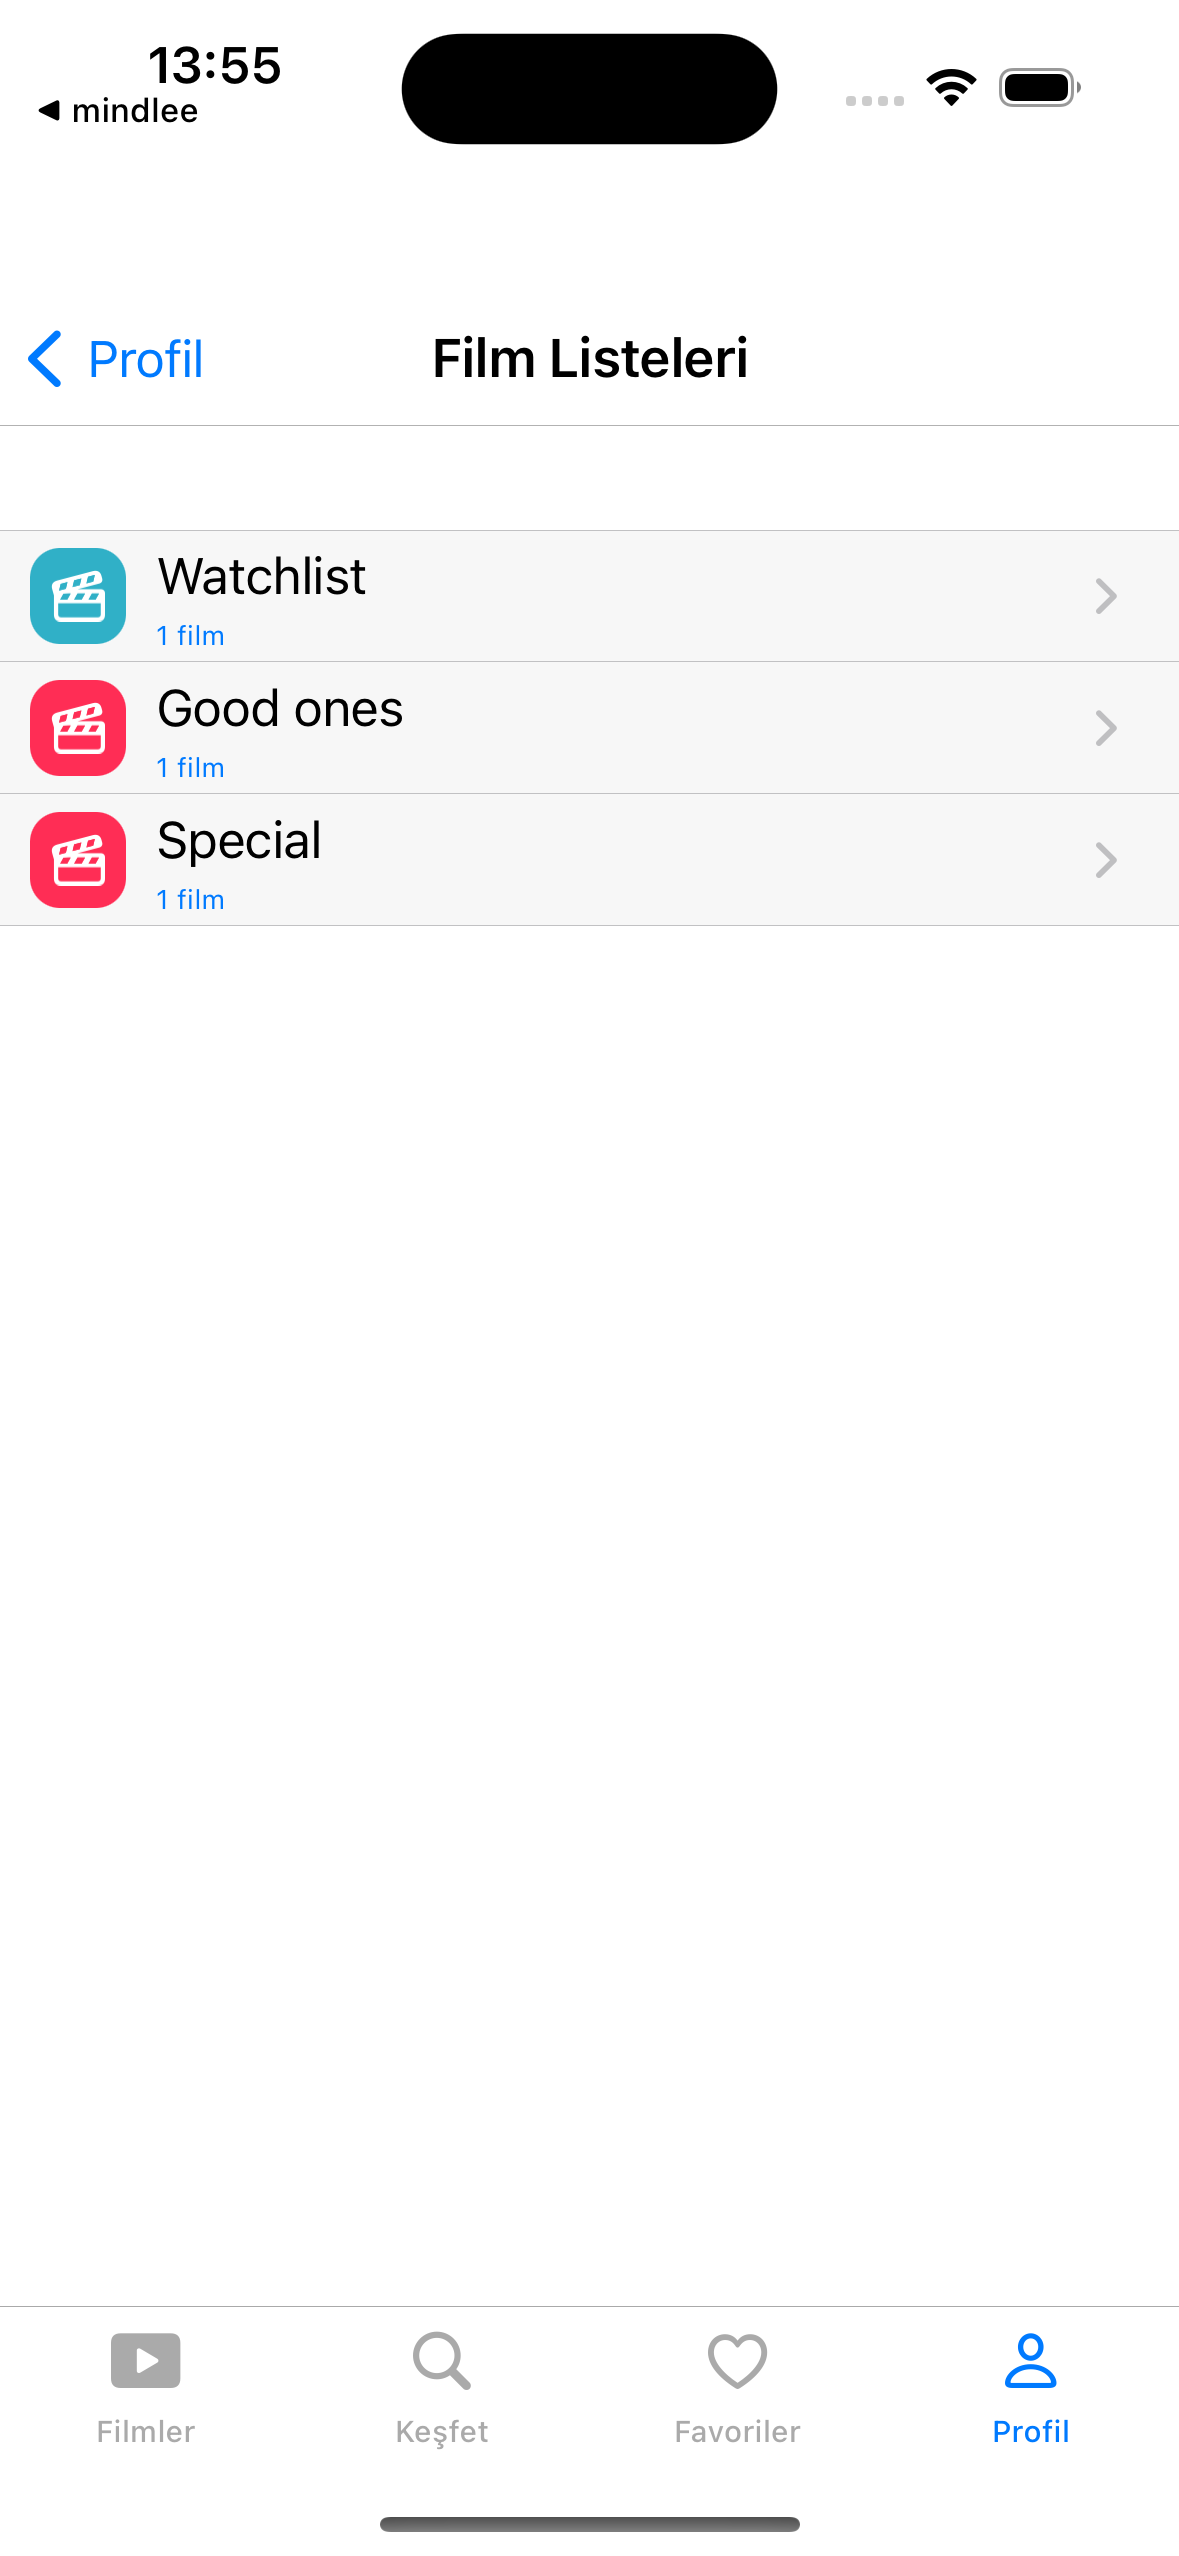 13:55
mindlee
Profil
Film Listeleri
Watchlist
1 film
Good ones
1 film
Special
1 film
Filmler
Keşfet
Favoriler
Profil